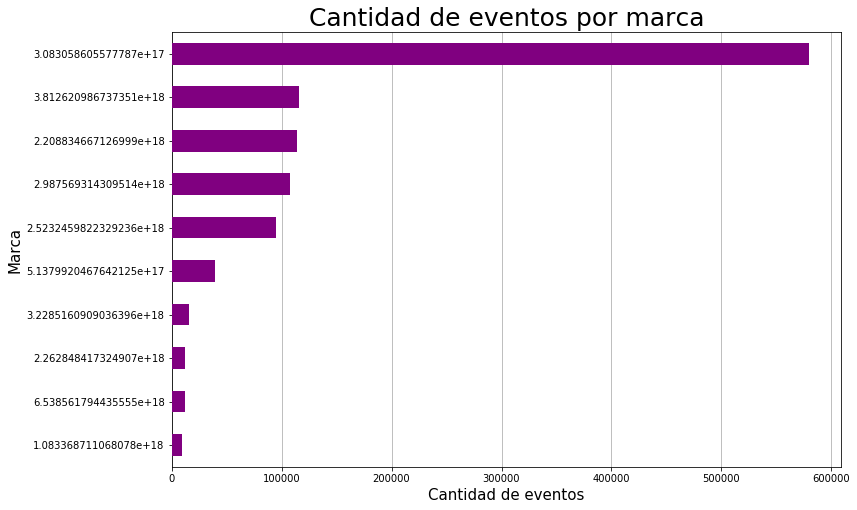 Cantidad de eventos por marca
3.083058605577787e+17
3.812620986737351e+18
2.208834667126999e+18
2.987569314309514e+18
2.5232459822329236e+18
5.1379920467642125e+17
3.2285160909036396e+18
2.262848417324907e+18
6.538561794435555e+18
1.083368711068078e+18
Marca
0 100000 200000 300000 400000 500000 600000
Cantidad de eventos